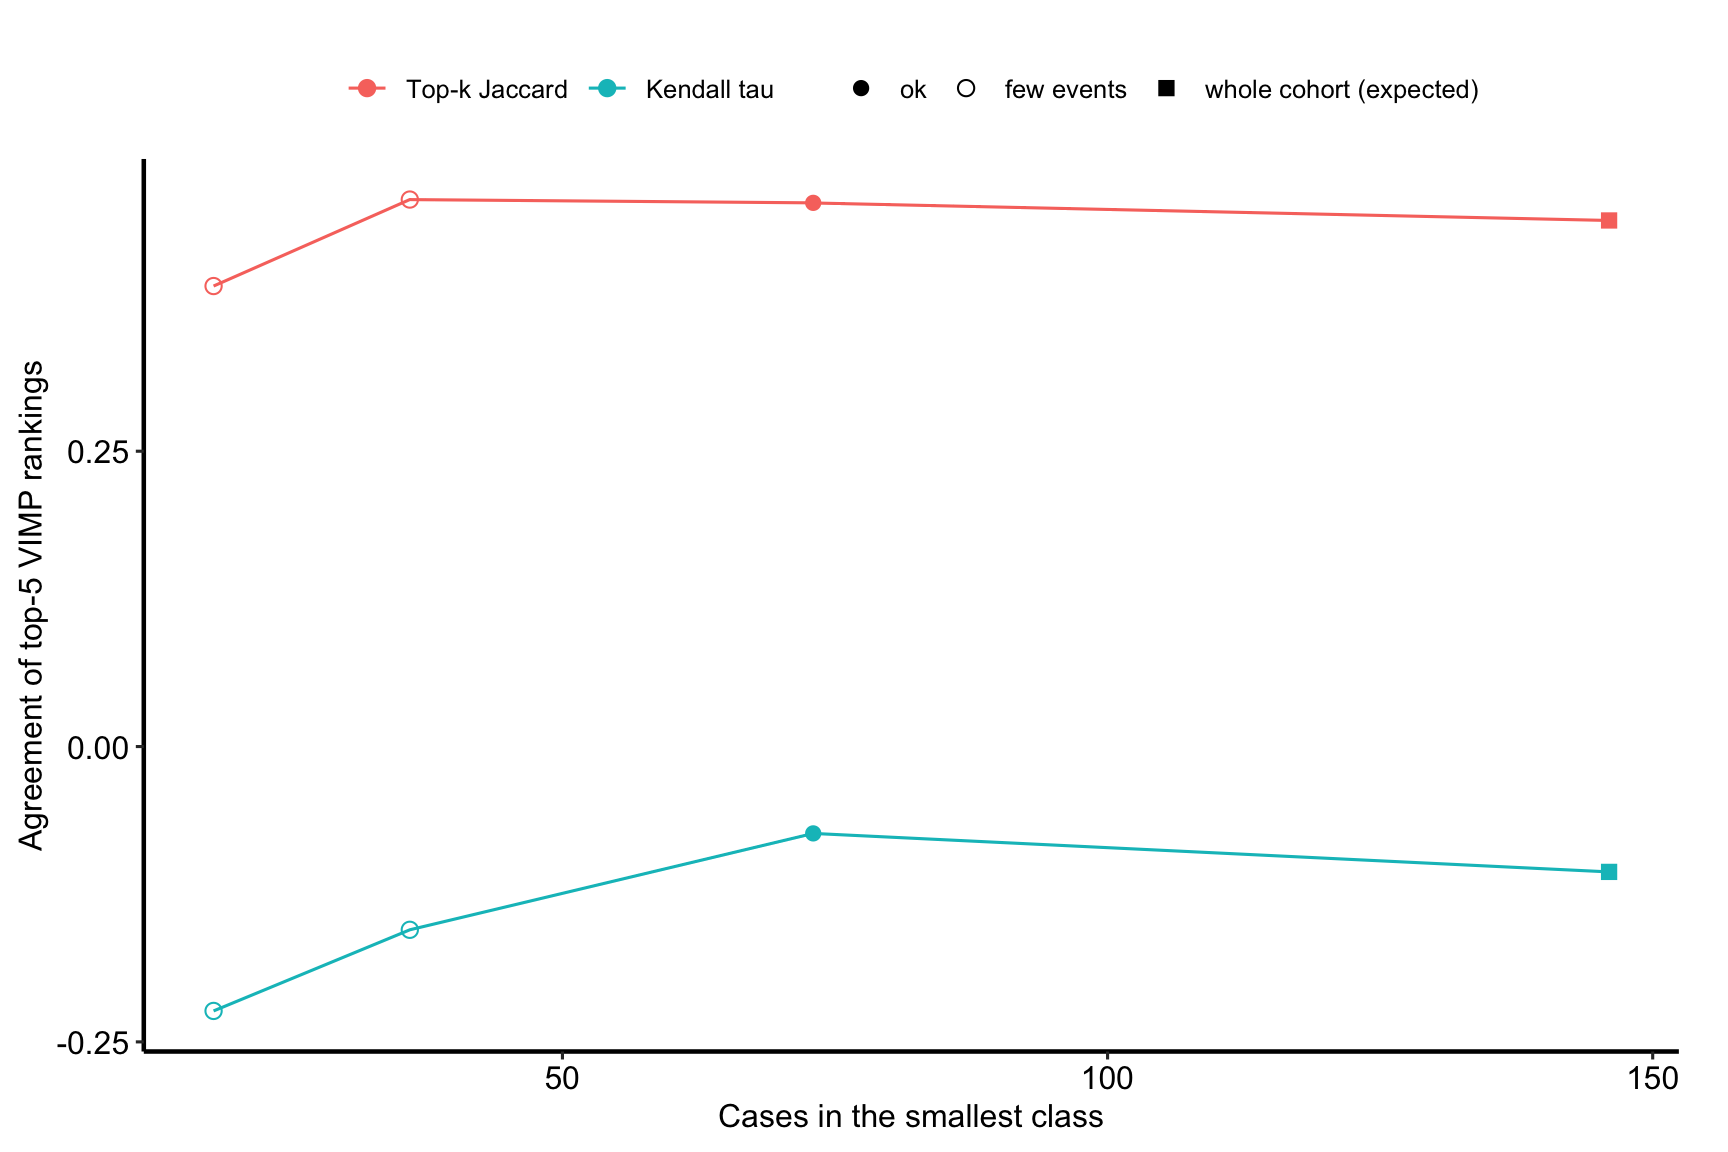 Top-k Jaccard Kendall tau ok few events whole cohort (expected)
Agreement of top-5 VIMP rankings
0.25
0.00
-0.25
50 100 150
Cases in the smallest class